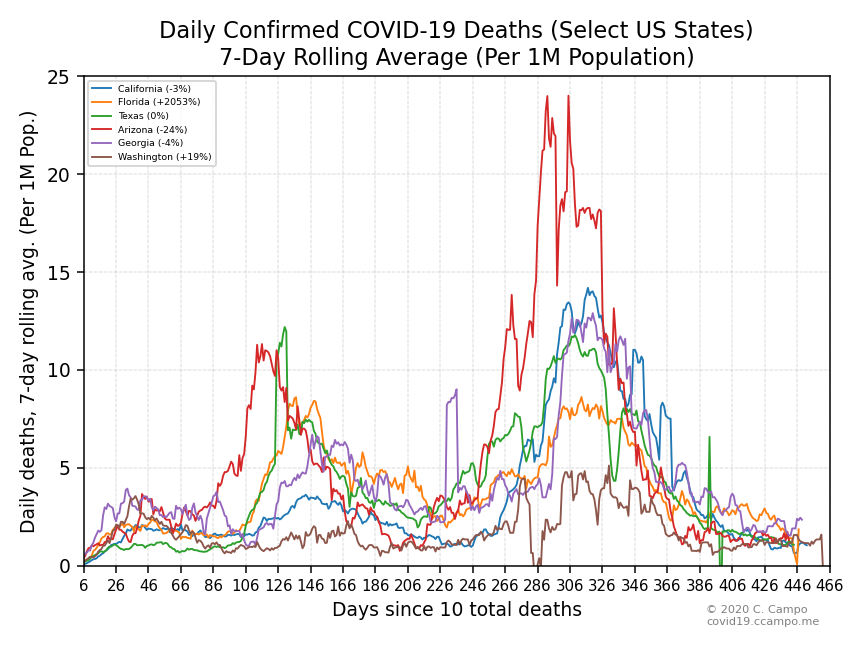 Daily Confirmed COVID-19 Deaths (Select US States)
7-Day Rolling Average (Per 1M Population)
Daily deaths, 7-day rolling avg. (Per 1M Pop.)
25
20
15
10
5
0
California (-3%)
Florida (+2053%)
Texas (0%)
Arizona (-24%)
Georgia (-4%)
Washington (+19%)
6 26 46 66 86 106 126 146 166 186 206 226 246 266 286 306 326 346 366 386 406 426 446 466
Days since 10 total deaths
© 2020 C. Campo
covid19.ccampo.me